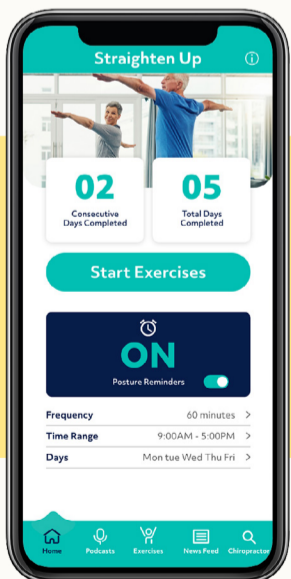 Straighten Up
02
Consecutive
Days Completed
05
Total Days
Completed
Start Exercises
ON
Posture Reminders
Frequency 60 minutes >
Time Range 9:00AM - 5:00PM >
Days Mon tue Wed Thu Fri >
Home Podcasts Exercises News Feed Chiropractor